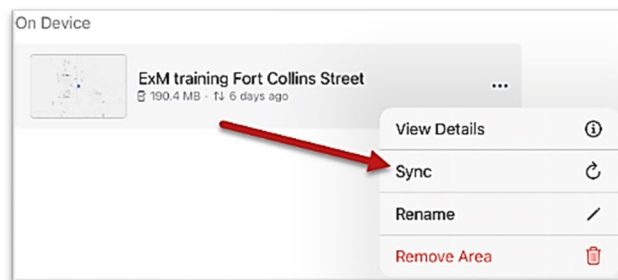 On Device
ExM training Fort Collins Street
190.4 MB · ↑↓ 6 days ago
View Details
Sync
Rename
Remove Area